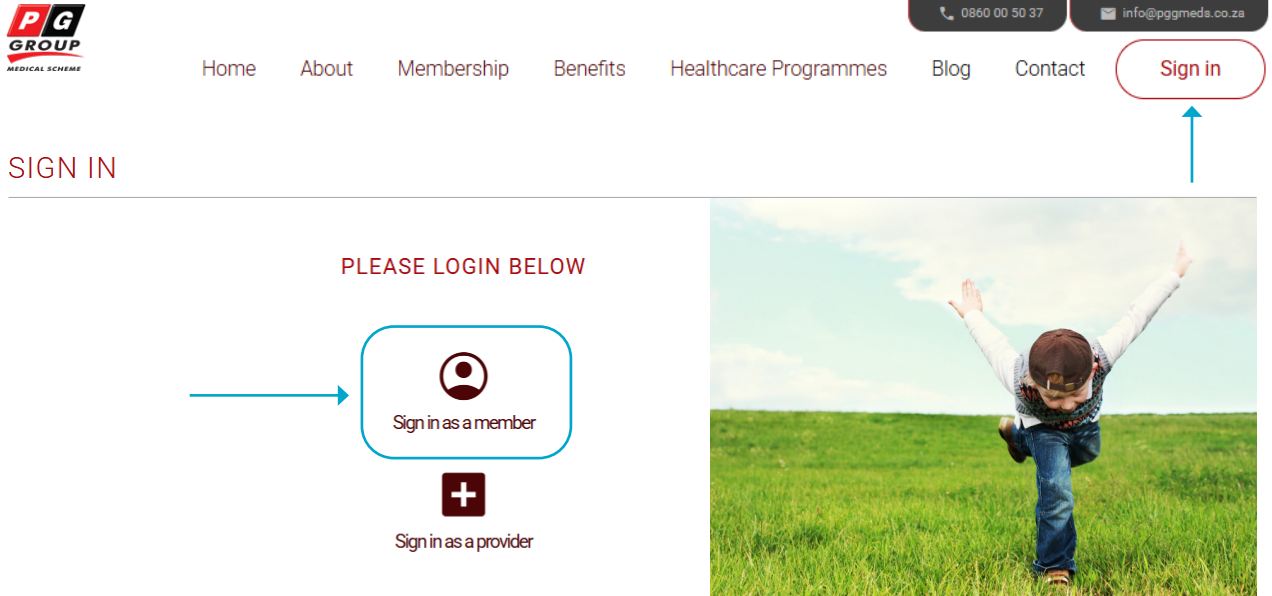 PG
GROUP
MEDICAL SCHEME
0860 00 50 37
info@pggmeds.co.za
Home About Membership Benefits Healthcare Programmes Blog Contact Sign in
SIGN IN
PLEASE LOGIN BELOW
Sign in as a member
Sign in as a provider